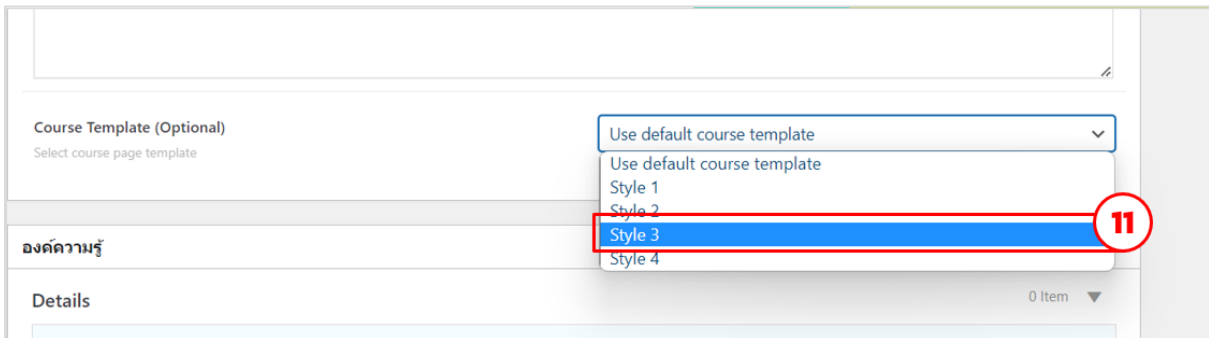 Course Template (Optional)
Select course page template
Use default course template
Use default course template
Style 1
Style 2
Style 3
Style 4
11
องค์ความรู้
Details
0 Item